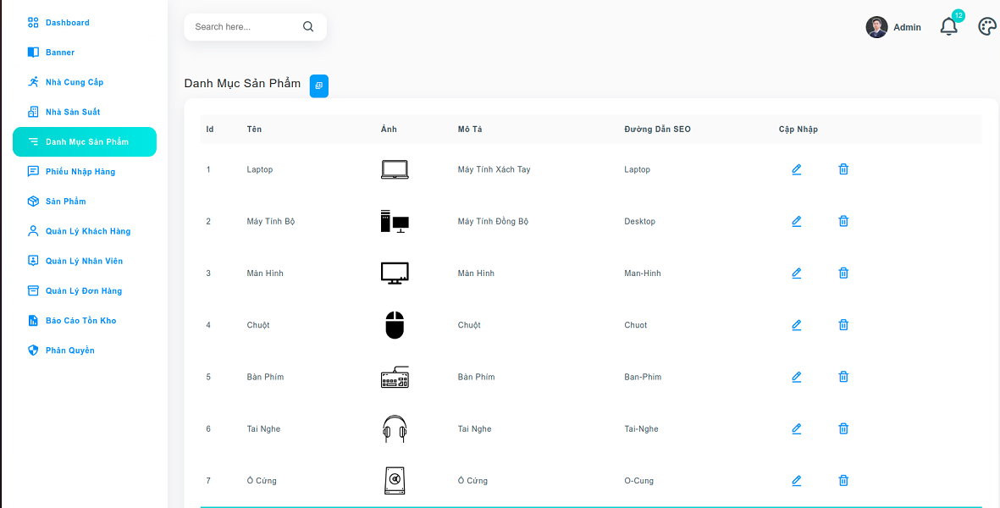 Dashboard
Banner
Nhà Cung Cấp
Nhà Sản Suất
Danh Mục Sản Phẩm
Phiếu Nhập Hàng
Sản Phẩm
Quản Lý Khách Hàng
Quản Lý Nhân Viên
Quản Lý Đơn Hàng
Báo Cáo Tồn Kho
Phân Quyền
Search here...
Admin
12
Danh Mục Sản Phẩm
Id Tên Ảnh Mô Tả Đường Dẫn SEO Cập Nhập
1 Laptop Máy Tính Xách Tay Laptop
2 Máy Tính Bộ Máy Tính Đồng Bộ Desktop
3 Màn Hình Màn Hình Man-Hinh
4 Chuột Chuột Chuot
5 Bàn Phím Bàn Phím Ban-Phim
6 Tai Nghe Tai Nghe Tai-Nghe
7 Ổ Cứng Ổ Cứng O-Cung